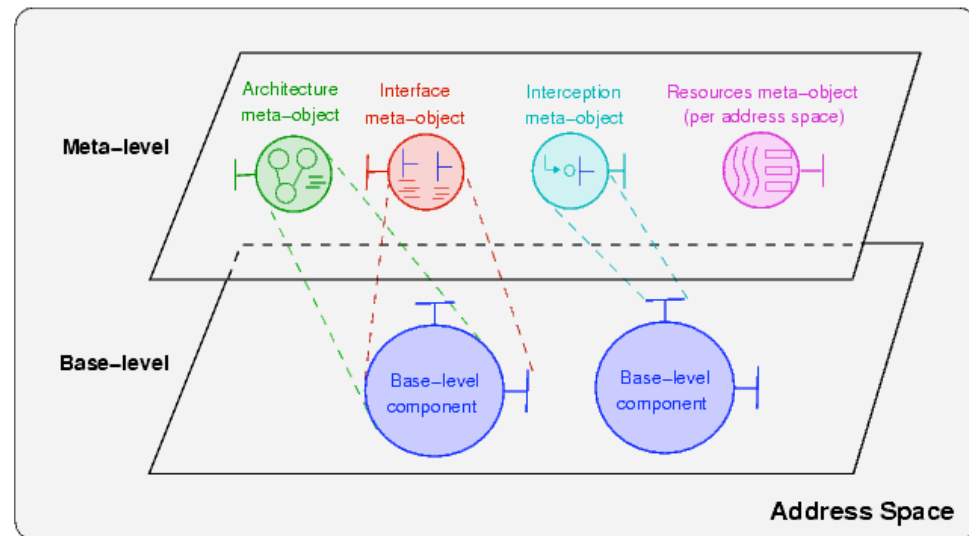 Architecture
meta-object
Interface
meta-object
Interception
meta-object
Resources meta-object
(per address space)
Meta-level
Base-level
Base-level
component
Base-level
component
Address Space